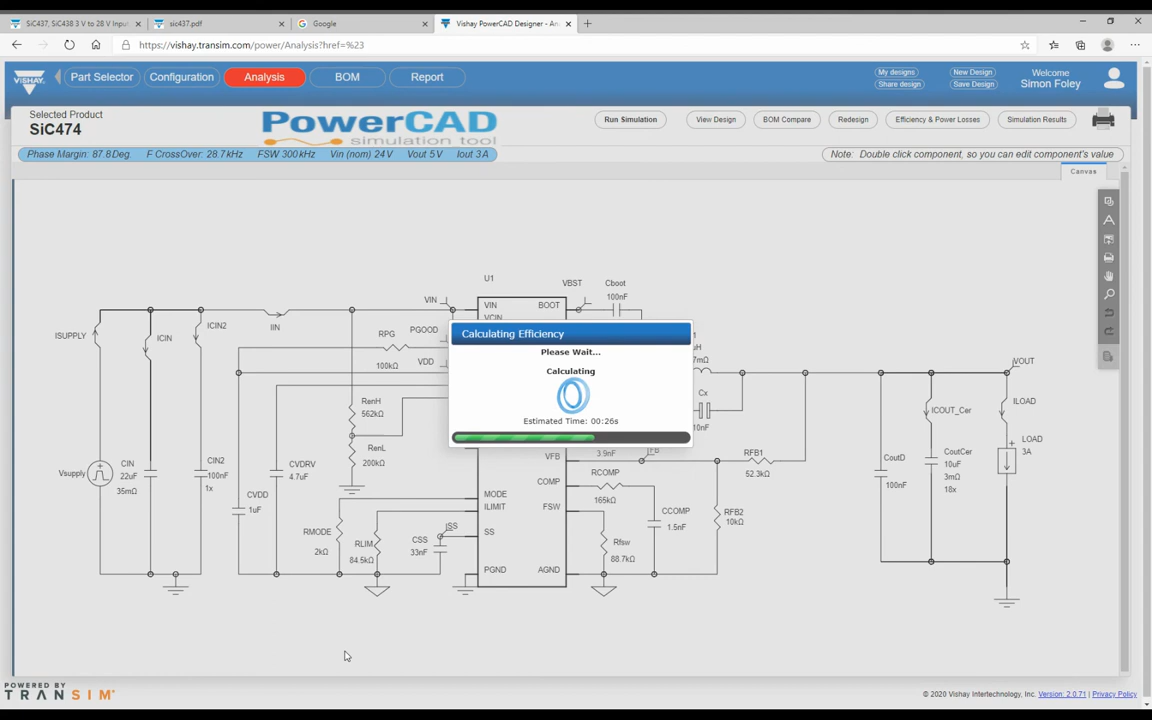 SiC437, SiC438 3 V to 28 V Input
sic437.pdf
Google
Vishay PowerCAD Designer - An
https://vishay.transim.com/power/Analysis?href=%23
VISHAY
Part Selector
Configuration
Analysis
BOM
Report
My designs
Share design
New Design
Save Design
Welcome
Simon Foley
Selected Product
SiC474
PowerCAD
simulation tool
Run Simulation
View Design
BOM Compare
Redesign
Efficiency & Power Losses
Simulation Results
Phase Margin: 87.8Deg. F CrossOver: 28.7kHz FSW 300kHz Vin (nom) 24V Vout 5V Iout 3A
Note: Double click component, so you can edit component's value
Canvas
U1
VBST
Cboot
100nF
VIN
VIN
BOOT
VCIN
ISUPPLY
ICIN
ICIN2
IIN
RPG
PGOOD
100kΩ
VDD
7mΩ
VOUT
Cx
10nF
RenH
562kΩ
RenL
200kΩ
ICOUT_Cer
ILOAD
LOAD
3A
Calculating Efficiency
Please Wait...
Calculating
Estimated Time: 00:26s
3.9nF
FB
VFB
RFB1
52.3kΩ
Vsupply
CIN
22uF
35mΩ
CIN2
100nF
1x
CVDRV
4.7uF
CVDD
1uF
RCOMP
165kΩ
COMP
CoutD
100nF
CoutCer
10uF
3mΩ
18x
MODE
ILIMIT
FSW
SS
ISS
RMODE
2kΩ
RLIM
84.5kΩ
CSS
33nF
CCOMP
1.5nF
RFB2
10kΩ
Rfsw
88.7kΩ
PGND
AGND
POWERED BY
TRANSIM
© 2020 Vishay Intertechnology, Inc. Version: 2.0.71 | Privacy Policy